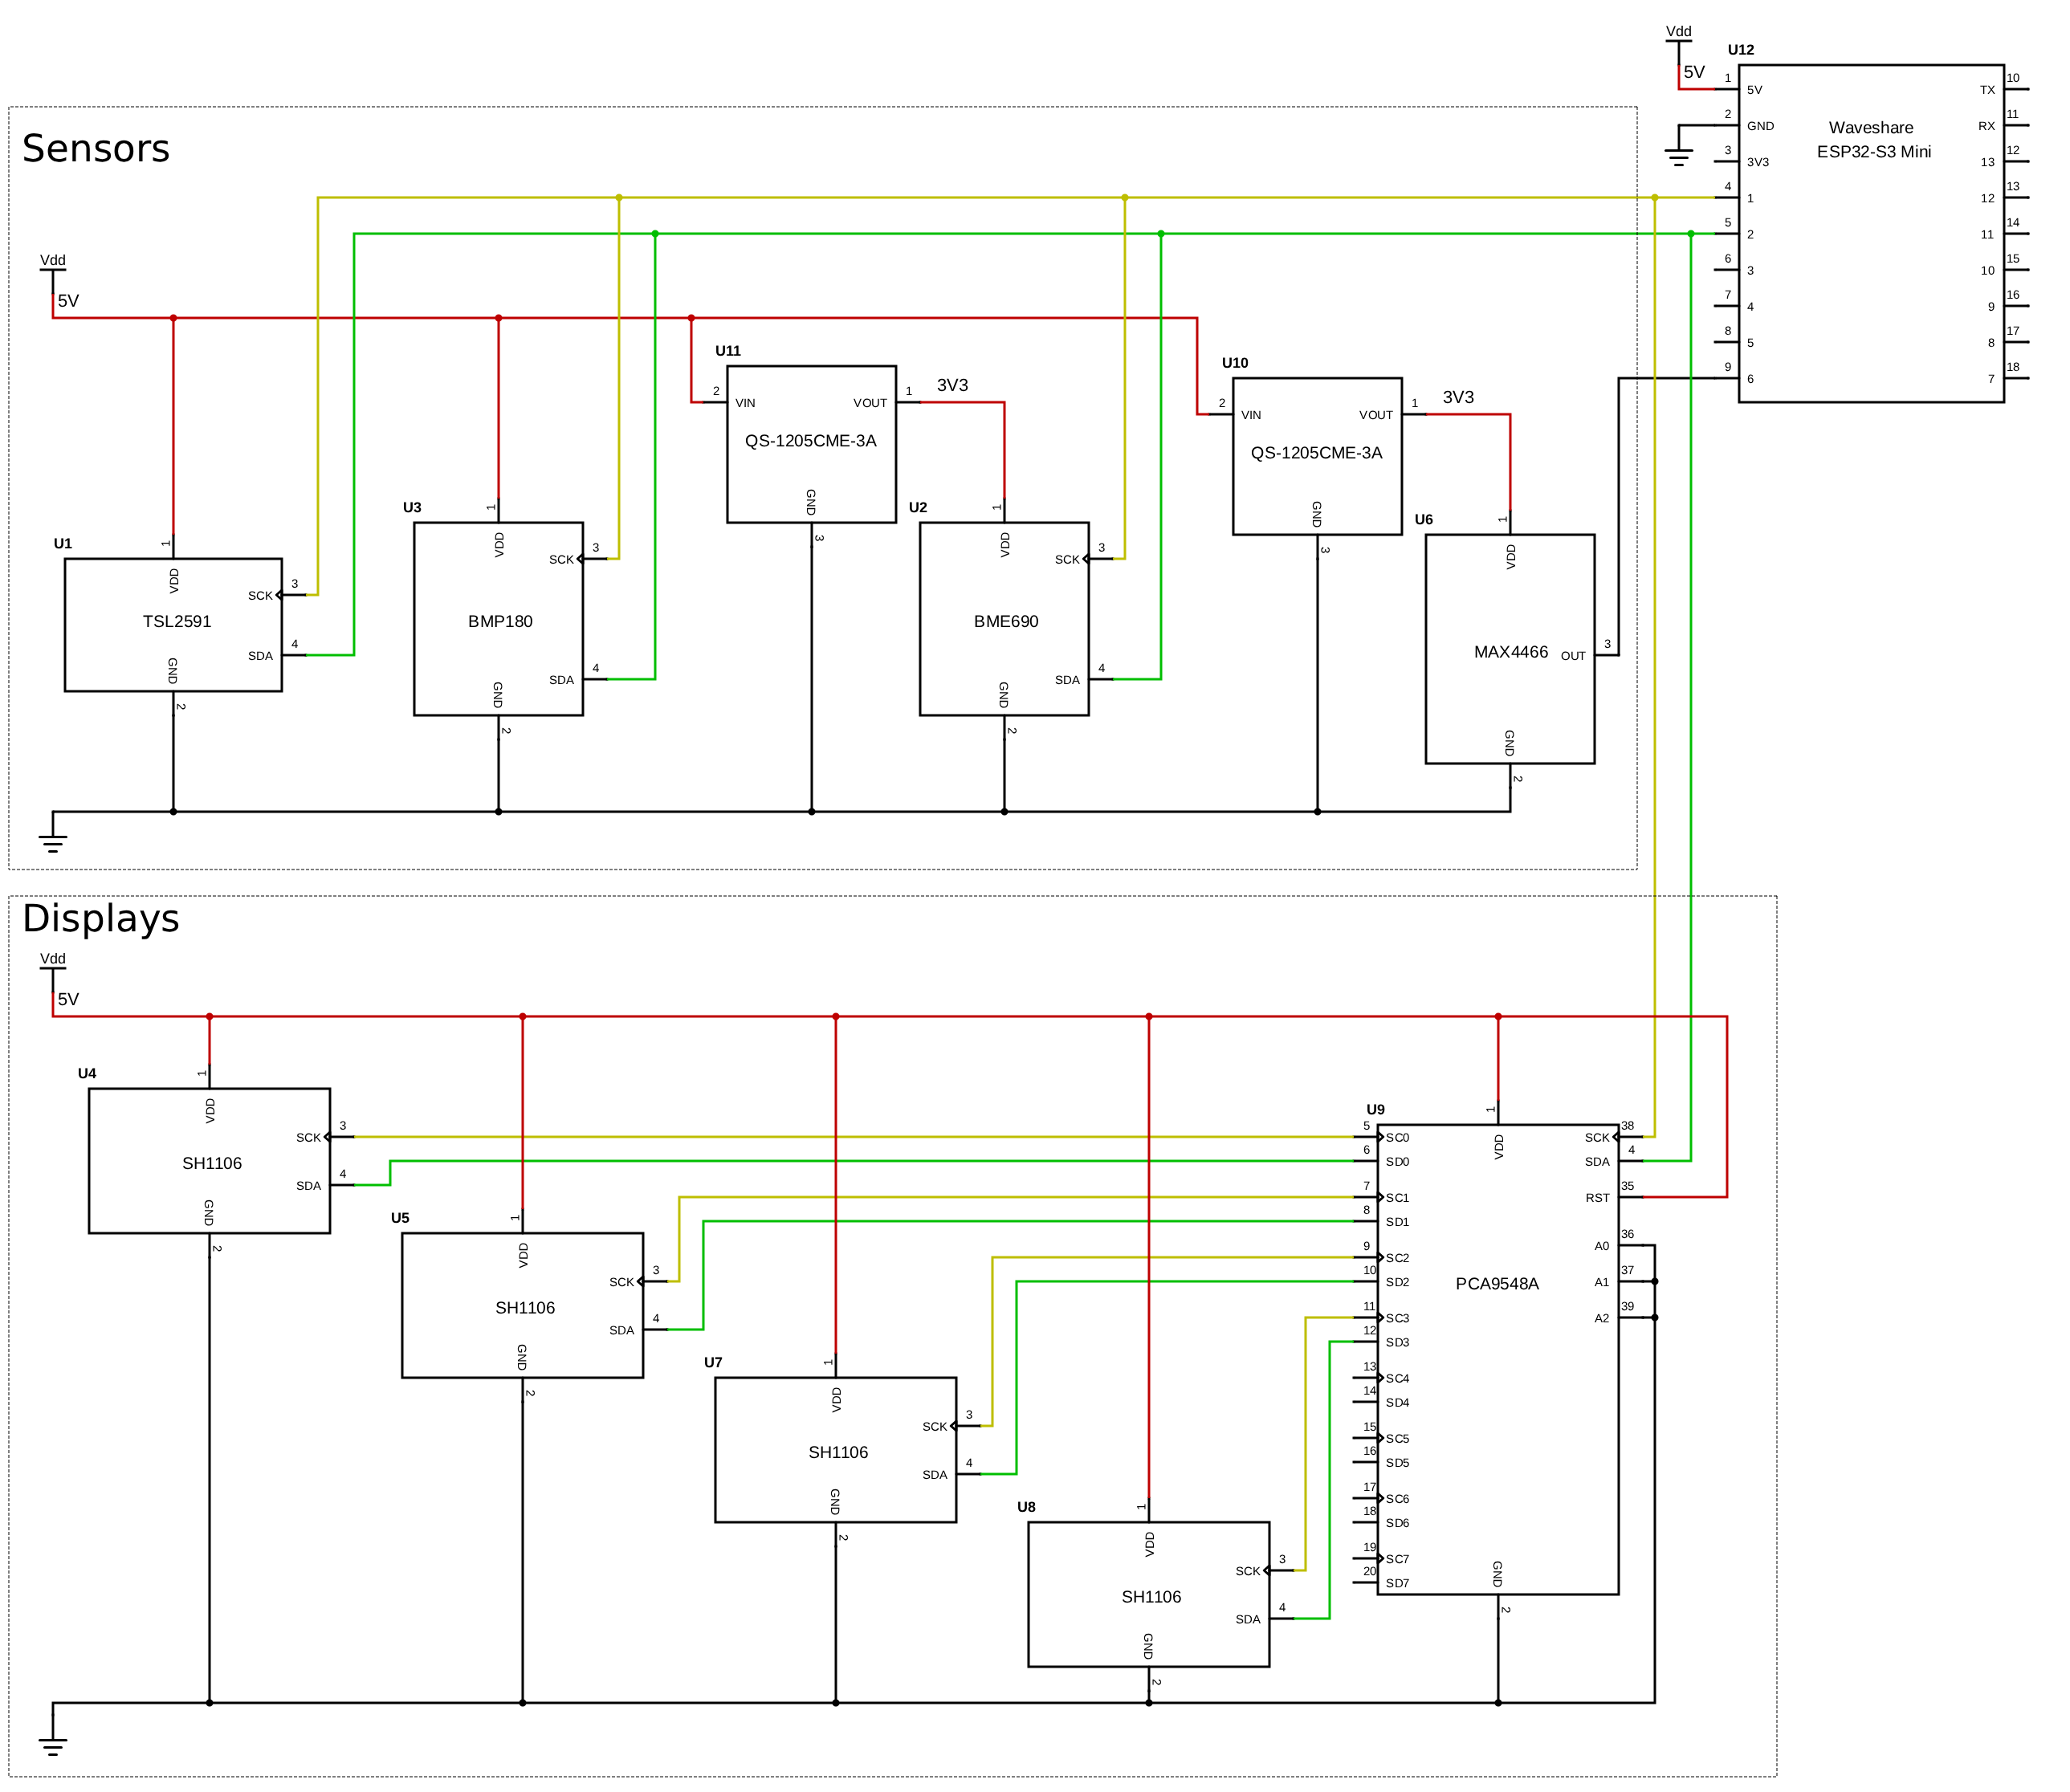 Vdd
5V
U12
Waveshare
ESP32-S3 Mini
1 5V
2 GND
3 3V3
4 1
5 2
6 3
7 4
8 5
9 6
10 TX
11 RX
12 13
13 12
14 11
15 10
16 9
17 8
18 7
Sensors
Vdd
5V
U1
TSL2591
1 VDD
3 SCK
4 SDA
2 GND
U3
BMP180
1 VDD
3 SCK
4 SDA
2 GND
U11
QS-1205CME-3A
2 VIN
1 VOUT
3 GND
3V3
U2
BME690
1 VDD
3 SCK
4 SDA
2 GND
U10
QS-1205CME-3A
2 VIN
1 VOUT
3 GND
3V3
U6
MAX4466
1 VDD
3 OUT
2 GND
Displays
Vdd
5V
U4
SH1106
1 VDD
3 SCK
4 SDA
2 GND
U5
SH1106
1 VDD
3 SCK
4 SDA
2 GND
U7
SH1106
1 VDD
3 SCK
4 SDA
2 GND
U8
SH1106
1 VDD
3 SCK
4 SDA
2 GND
U9
PCA9548A
1 VDD
5 SC0
6 SD0
7 SC1
8 SD1
9 SC2
10 SD2
11 SC3
12 SD3
13 SC4
14 SD4
15 SC5
16 SD5
17 SC6
18 SD6
19 SC7
20 SD7
38 SCK
4 SDA
35 RST
36 A0
37 A1
39 A2
2 GND